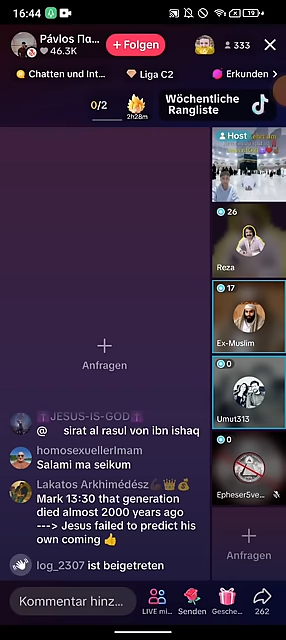 16:44
19
Pávlos Πα...
46.3K
+ Folgen
333
Chatten und Int...
Liga C2
Erkunden
0/2
2h28m
Wöchentliche
Rangliste
Host
26
Reza
17
Ex-Muslim
0
Umut313
0
Epheser5ve...
Anfragen
Anfragen
JESUS-IS-GOD
@ sirat al rasul von ibn ishaq
homosexuellerImam
Salami ma seikum
Lakatos Arkhimédész
Mark 13:30 that generation
died almost 2000 years ago
---> Jesus failed to predict his
own coming 👍
log_2307 ist beigetreten
Kommentar hinz...
LIVE mi...
Senden
Gesche...
262